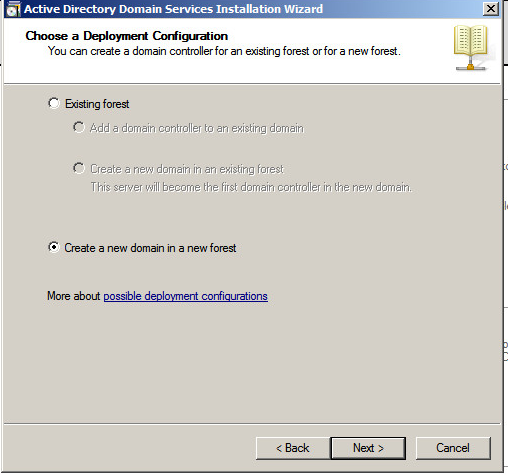 Active Directory Domain Services Installation Wizard
Choose a Deployment Configuration
You can create a domain controller for an existing forest or for a new forest.
Existing forest
Add a domain controller to an existing domain
Create a new domain in an existing forest
This server will become the first domain controller in the new domain.
Create a new domain in a new forest
More about possible deployment configurations
< Back
Next >
Cancel